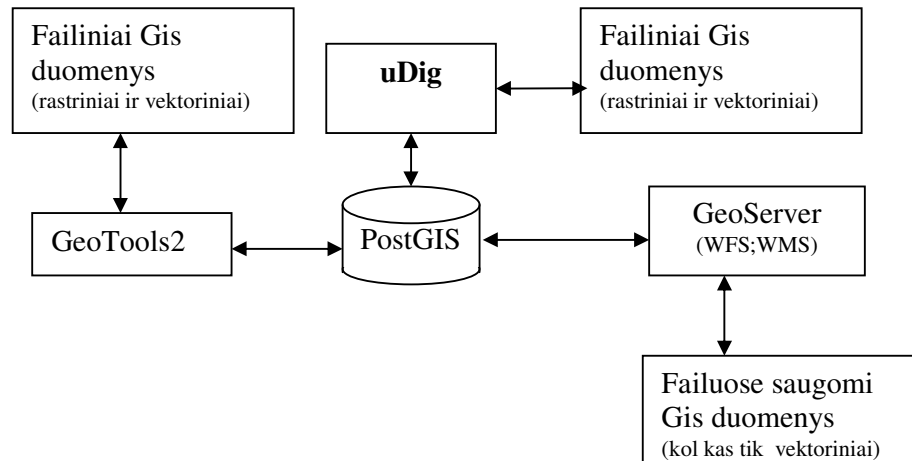 Failiniai Gis
duomenys
(rastriniai ir vektoriniai)
uDig
Failiniai Gis
duomenys
(rastriniai ir vektoriniai)
GeoTools2
PostGIS
GeoServer
(WFS;WMS)
Failuose saugomi
Gis duomenys
(kol kas tik vektoriniai)